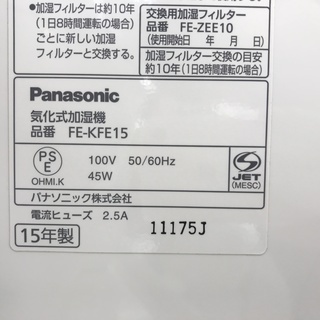 ●加湿フィルターは約10年
(1日8時間運転の場合)
ごとに新しい加湿
フィルターと交換する。
交換用加湿フィルター
品番 FE-ZEE10
(使用開始日 年 月 日)
加湿フィルター交換の目安
約10年(1日8時間運転の場合)
Panasonic
気化式加湿機
品番 FE-KFE15
PS
E
OHMI.K
100V 50/60Hz
45W
S
JET
(MESC)
パナソニック株式会社
電流ヒューズ 2.5A
15年製
11175J